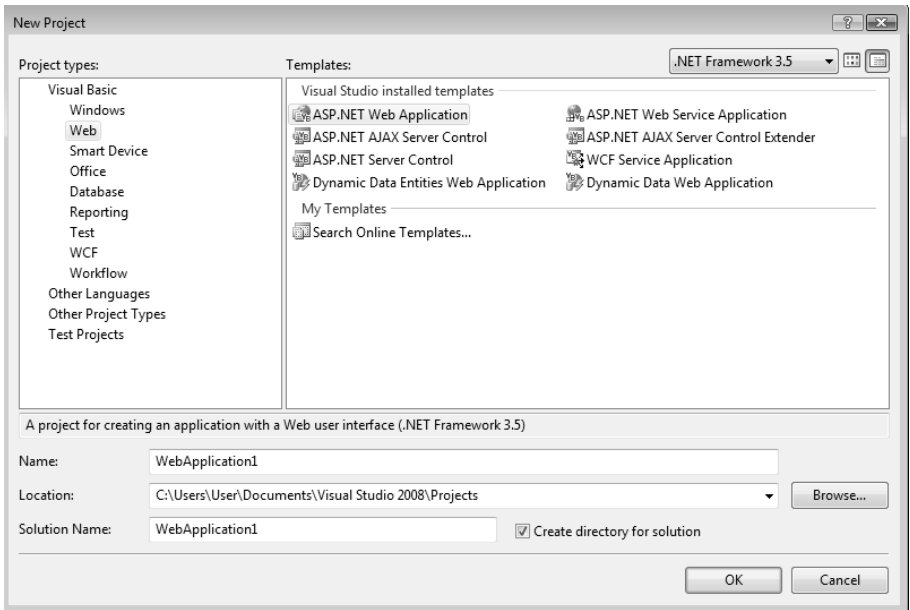 New Project
Project types:
Templates:
.NET Framework 3.5
Visual Basic
Windows
Web
Smart Device
Office
Database
Reporting
Test
WCF
Workflow
Other Languages
Other Project Types
Test Projects
Visual Studio installed templates
ASP.NET Web Application
ASP.NET Web Service Application
ASP.NET AJAX Server Control
ASP.NET AJAX Server Control Extender
ASP.NET Server Control
WCF Service Application
Dynamic Data Entities Web Application
Dynamic Data Web Application
My Templates
Search Online Templates...
A project for creating an application with a Web user interface (.NET Framework 3.5)
Name:
WebApplication1
Location:
C:\Users\User\Documents\Visual Studio 2008\Projects
Browse...
Solution Name:
WebApplication1
Create directory for solution
OK
Cancel